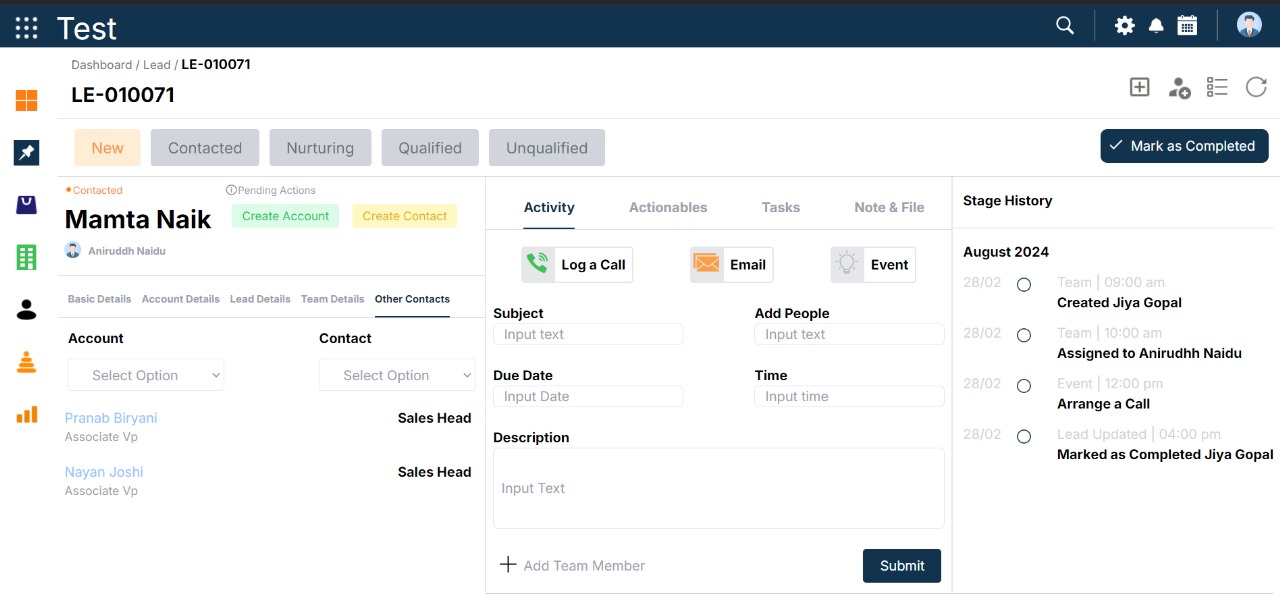 Test
Dashboard / Lead / LE-010071
LE-010071
New Contacted Nurturing Qualified Unqualified
Mark as Completed
Contacted
Pending Actions
Mamta Naik
Create Account Create Contact
Aniruddh Naidu
Basic Details Account Details Lead Details Team Details Other Contacts
Account Contact
Select Option Select Option
Pranab Biryani Sales Head
Associate Vp
Nayan Joshi Sales Head
Associate Vp
Activity Actionables Tasks Note & File
Log a Call Email Event
Subject Add People
Input text Input text
Due Date Time
Input Date Input time
Description
Input Text
Add Team Member
Submit
Stage History
August 2024
28/02 Team | 09:00 am
Created Jiya Gopal
28/02 Team | 10:00 am
Assigned to Anirudhh Naidu
28/02 Event | 12:00 pm
Arrange a Call
28/02 Lead Updated | 04:00 pm
Marked as Completed Jiya Gopal